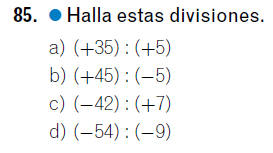 85. ● Halla estas divisiones.
a) (+35) : (+5)
b) (+45) : (−5)
c) (−42) : (+7)
d) (−54) : (−9)